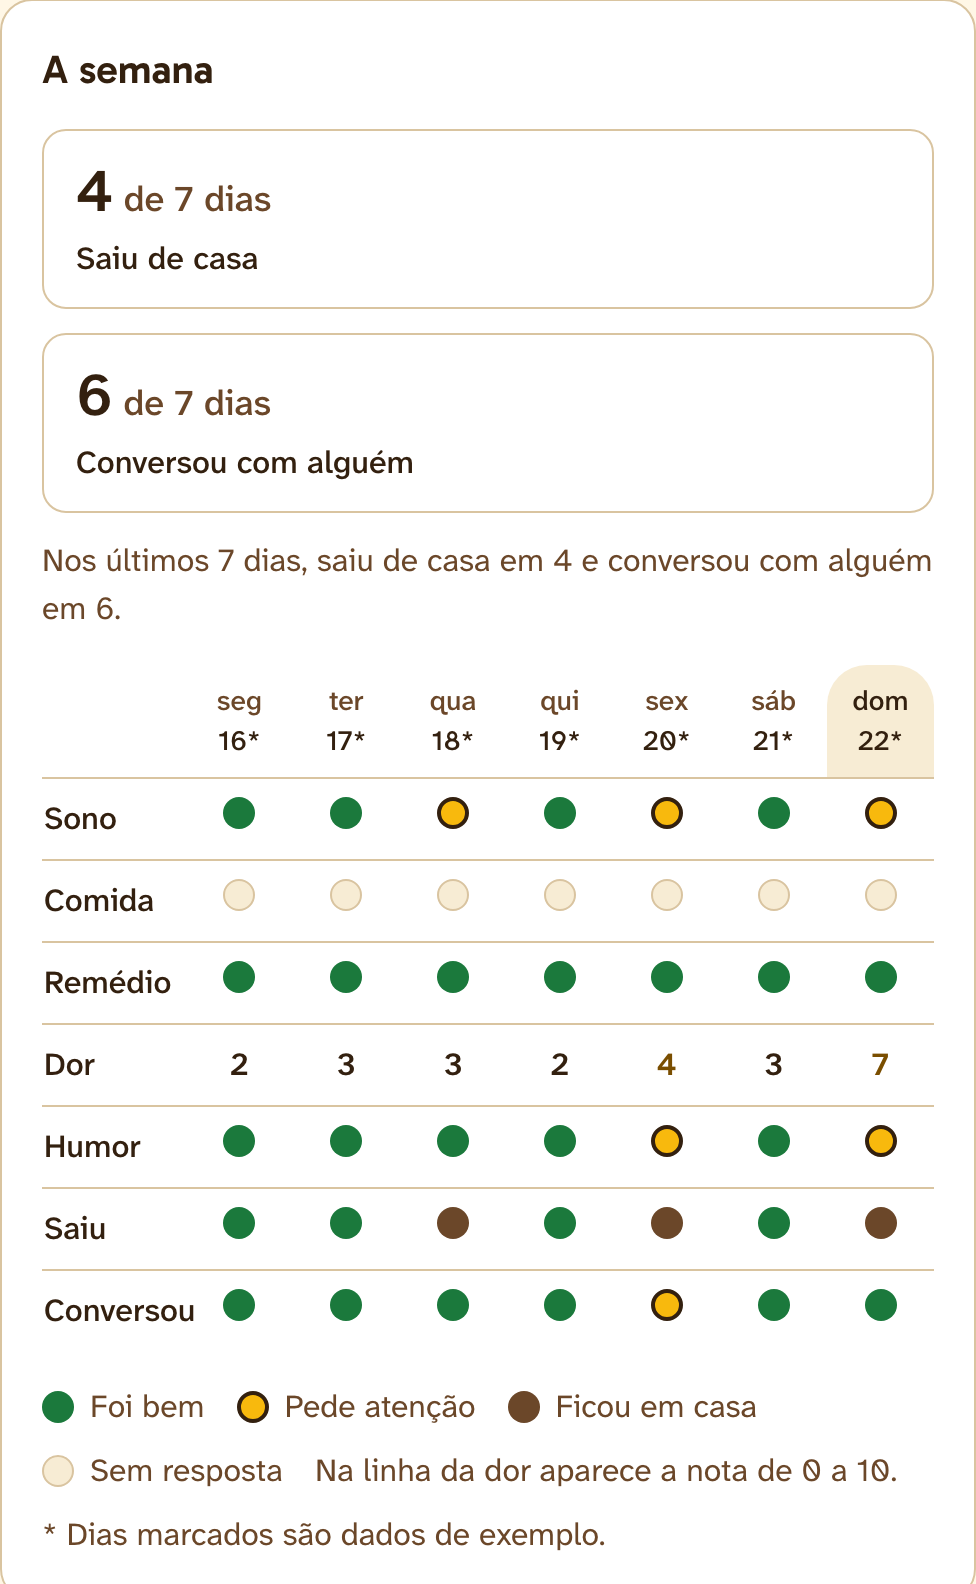 A semana
4 de 7 dias
Saiu de casa
6 de 7 dias
Conversou com alguém
Nos últimos 7 dias, saiu de casa em 4 e conversou com alguém
em 6.
seg ter qua qui sex sáb dom
16* 17* 18* 19* 20* 21* 22*
Sono
Comida
Remédio
Dor 2 3 3 2 4 3 7
Humor
Saiu
Conversou
Foi bem Pede atenção Ficou em casa
Sem resposta Na linha da dor aparece a nota de 0 a 10.
* Dias marcados são dados de exemplo.